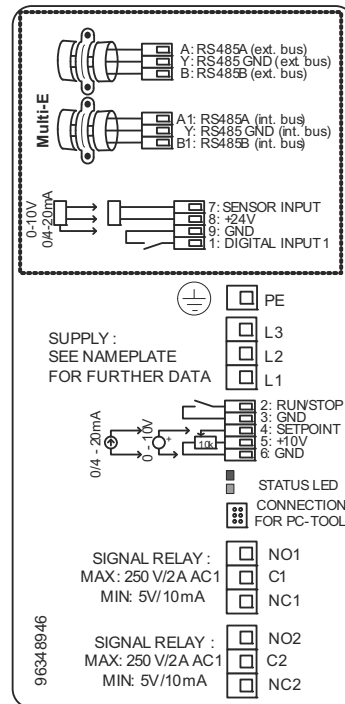 A: RS485A (ext. bus)
Y: RS485 GND (ext. bus)
B: RS485B (ext. bus)
Multi-E
A1: RS485A (int. bus)
Y: RS485 GND (int. bus)
B1: RS485B (int. bus)
0-10V
0/4-20mA
7: SENSOR INPUT
8: +24V
9: GND
1: DIGITAL INPUT 1
PE
SUPPLY :
SEE NAMEPLATE
FOR FURTHER DATA
L3
L2
L1
0/4 - 20mA
0 - 10V
+
10k
2: RUN/STOP
3: GND
4: SETPOINT
5: +10V
6: GND
STATUS LED
CONNECTION
FOR PC-TOOL
SIGNAL RELAY :
MAX: 250 V/2A AC1
MIN: 5V/10mA
NO1
C1
NC1
SIGNAL RELAY :
MAX: 250 V/2A AC1
MIN: 5V/10mA
NO2
C2
NC2
96348946